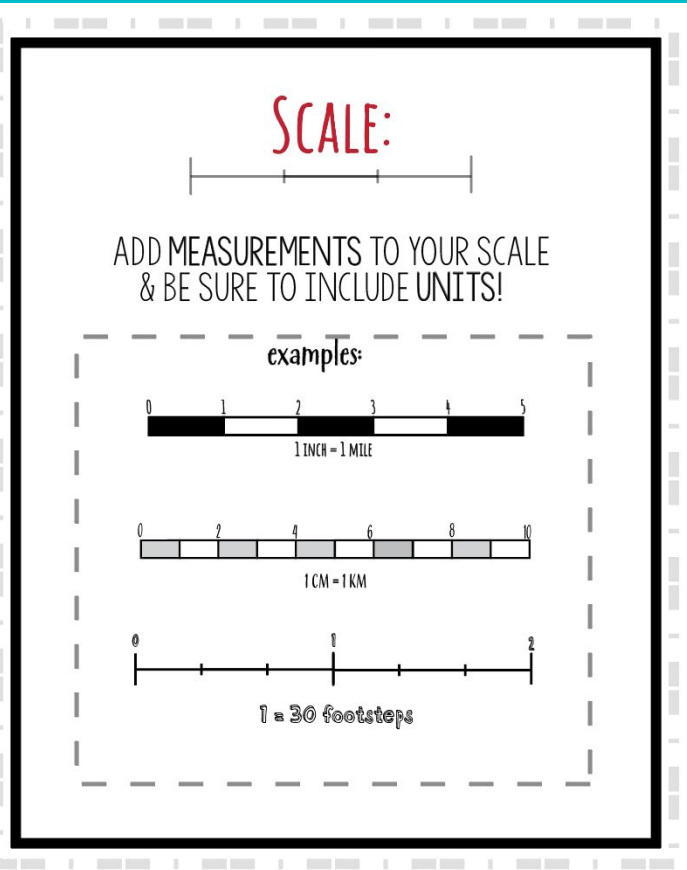 SCALE:
ADD MEASUREMENTS TO YOUR SCALE
& BE SURE TO INCLUDE UNITS!
examples:
0 1 2 3 4 5
1 INCH = 1 MILE
0 2 4 6 8 10
1 CM = 1 KM
0 1 2
1 = 30 footsteps